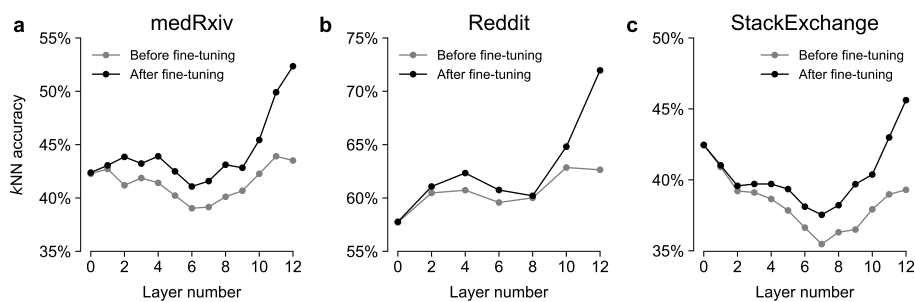 a medRxiv
55%
50%
45%
40%
35%
kNN accuracy
Before fine-tuning
After fine-tuning
0 2 4 6 8 10 12
Layer number
b Reddit
75%
70%
65%
60%
55%
Before fine-tuning
After fine-tuning
0 2 4 6 8 10 12
Layer number
c StackExchange
50%
45%
40%
35%
Before fine-tuning
After fine-tuning
0 2 4 6 8 10 12
Layer number